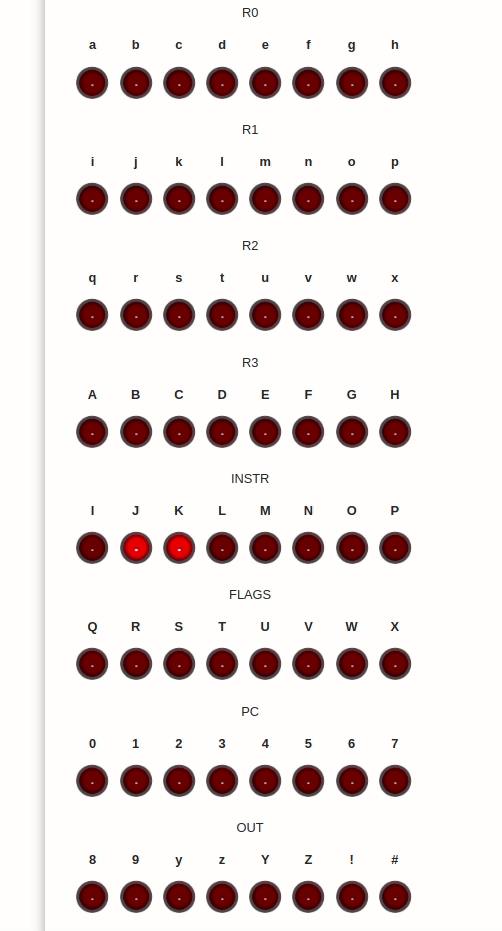 R0
a b c d e f g h
R1
i j k l m n o p
R2
q r s t u v w x
R3
A B C D E F G H
INSTR
I J K L M N O P
FLAGS
Q R S T U V W X
PC
0 1 2 3 4 5 6 7
OUT
8 9 y z Y Z ! #